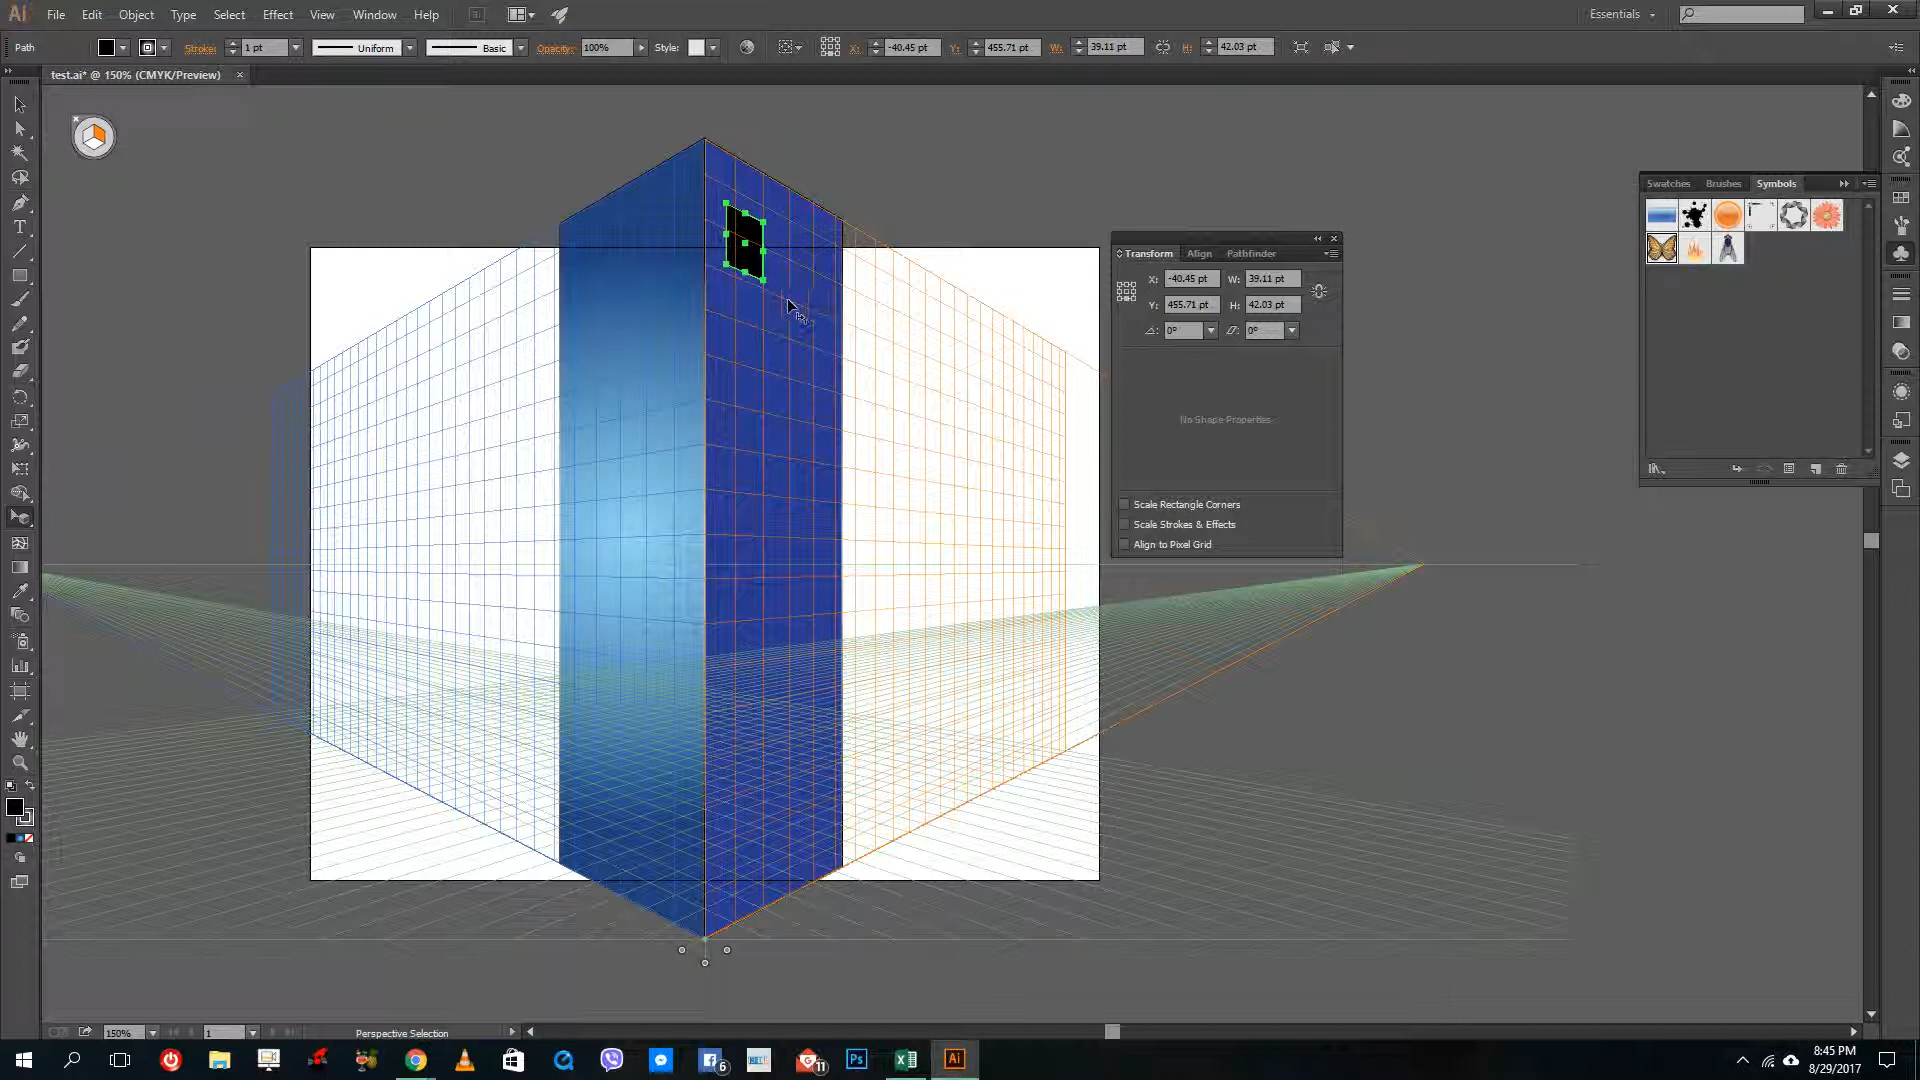 Ai File Edit Object Type Select Effect View Window Help Essentials
Path Stroke: 1 pt Uniform Basic Opacity: 100% Style: X: -40.45 pt Y: 455.71 pt W: 39.11 pt H: 42.03 pt
test.ai* @ 150% (CMYK/Preview)
Swatches Brushes Symbols
Transform Align Pathfinder
X: -40.45 pt W: 39.11 pt
Y: 455.71 pt H: 42.03 pt
0° 0°
No Shape Properties
Scale Rectangle Corners
Scale Strokes & Effects
Align to Pixel Grid
150% 1 Perspective Selection
6 11 Ps Ai 8:45 PM
8/29/2017